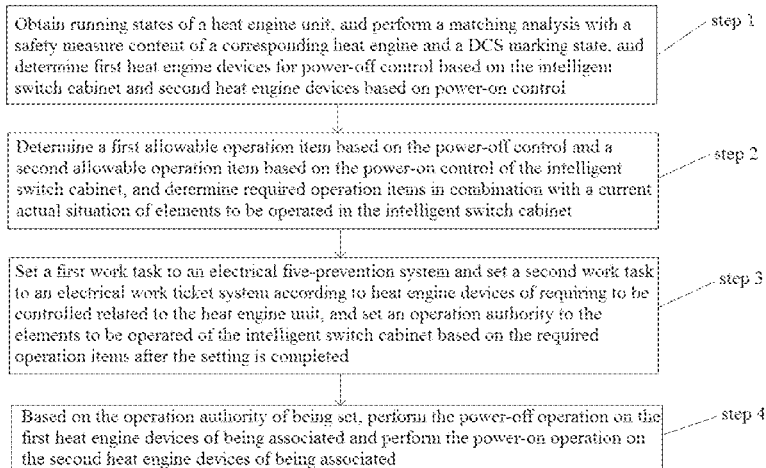 Obtain running states of a heat engine unit, and perform a matching analysis with a
safety measure content of a corresponding heat engine and a DCS marking state, and
determine first heat engine devices for power-off control based on the intelligent
switch cabinet and second heat engine devices based on power-on control
step 1
Determine a first allowable operation item based on the power-off control and a
second allowable operation item based on the power-on control of the intelligent
switch cabinet, and determine required operation items in combination with a current
actual situation of elements to be operated in the intelligent switch cabinet
step 2
Set a first work task to an electrical five-prevention system and set a second work task
to an electrical work ticket system according to heat engine devices of requiring to be
controlled related to the heat engine unit, and set an operation authority to the
elements to be operated of the intelligent switch cabinet based on the required
operation items after the setting is completed
step 3
Based on the operation authority of being set, perform the power-off operation on the
first heat engine devices of being associated and perform the power-on operation on
the second heat engine devices of being associated
step 4